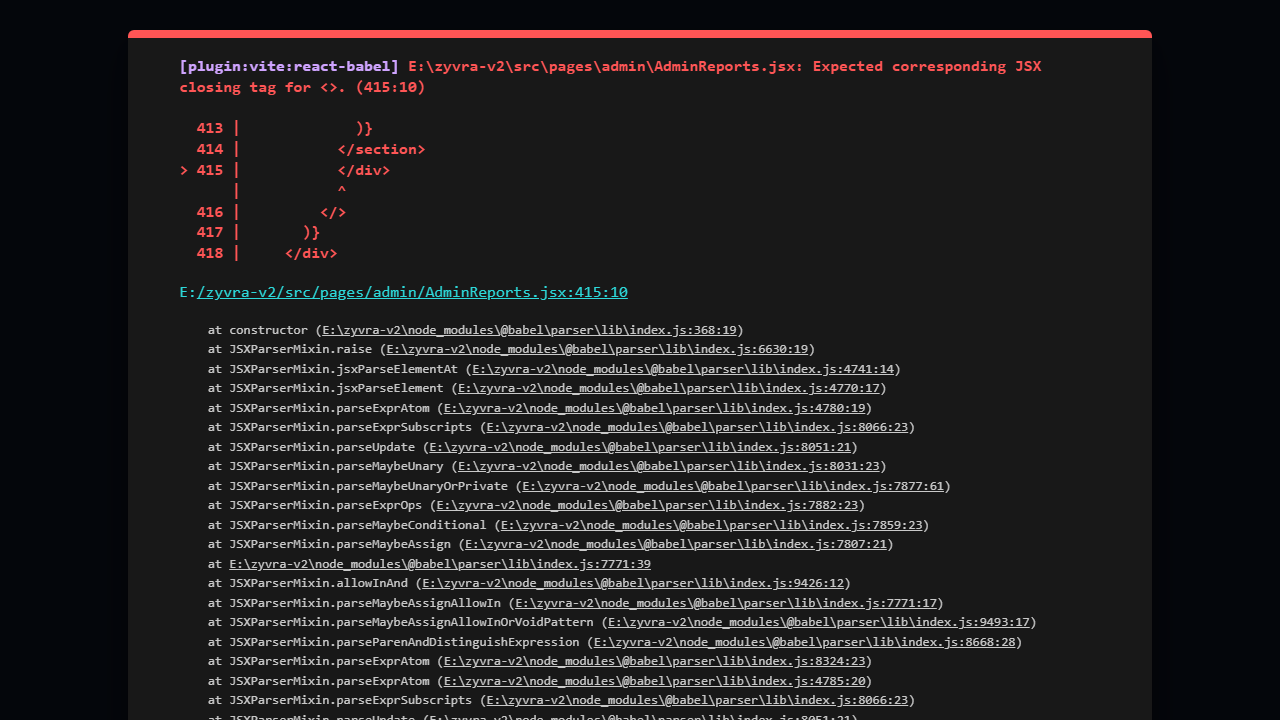 [plugin:vite:react-babel] E:\zyvra-v2\src\pages\admin\AdminReports.jsx: Expected corresponding JSX
closing tag for <>. (415:10)
413 |             )}
414 |           </section>
> 415 |           </div>
|           ^
416 |         </>
417 |       )}
418 |     </div>
E:/zyvra-v2/src/pages/admin/AdminReports.jsx:415:10
at constructor (E:\zyvra-v2\node_modules\@babel\parser\lib\index.js:368:19)
at JSXParserMixin.raise (E:\zyvra-v2\node_modules\@babel\parser\lib\index.js:6630:19)
at JSXParserMixin.jsxParseElementAt (E:\zyvra-v2\node_modules\@babel\parser\lib\index.js:4741:14)
at JSXParserMixin.jsxParseElement (E:\zyvra-v2\node_modules\@babel\parser\lib\index.js:4770:17)
at JSXParserMixin.parseExprAtom (E:\zyvra-v2\node_modules\@babel\parser\lib\index.js:4780:19)
at JSXParserMixin.parseExprSubscripts (E:\zyvra-v2\node_modules\@babel\parser\lib\index.js:8066:23)
at JSXParserMixin.parseUpdate (E:\zyvra-v2\node_modules\@babel\parser\lib\index.js:8051:21)
at JSXParserMixin.parseMaybeUnary (E:\zyvra-v2\node_modules\@babel\parser\lib\index.js:8031:23)
at JSXParserMixin.parseMaybeUnaryOrPrivate (E:\zyvra-v2\node_modules\@babel\parser\lib\index.js:7877:61)
at JSXParserMixin.parseExprOps (E:\zyvra-v2\node_modules\@babel\parser\lib\index.js:7882:23)
at JSXParserMixin.parseMaybeConditional (E:\zyvra-v2\node_modules\@babel\parser\lib\index.js:7859:23)
at JSXParserMixin.parseMaybeAssign (E:\zyvra-v2\node_modules\@babel\parser\lib\index.js:7807:21)
at E:\zyvra-v2\node_modules\@babel\parser\lib\index.js:7771:39
at JSXParserMixin.allowInAnd (E:\zyvra-v2\node_modules\@babel\parser\lib\index.js:9426:12)
at JSXParserMixin.parseMaybeAssignAllowIn (E:\zyvra-v2\node_modules\@babel\parser\lib\index.js:7771:17)
at JSXParserMixin.parseMaybeAssignAllowInOrVoidPattern (E:\zyvra-v2\node_modules\@babel\parser\lib\index.js:9493:17)
at JSXParserMixin.parseParenAndDistinguishExpression (E:\zyvra-v2\node_modules\@babel\parser\lib\index.js:8668:28)
at JSXParserMixin.parseExprAtom (E:\zyvra-v2\node_modules\@babel\parser\lib\index.js:8324:23)
at JSXParserMixin.parseExprAtom (E:\zyvra-v2\node_modules\@babel\parser\lib\index.js:4785:20)
at JSXParserMixin.parseExprSubscripts (E:\zyvra-v2\node_modules\@babel\parser\lib\index.js:8066:23)
at JSXParserMixin.parseUpdate (E:\zyvra-v2\node_modules\@babel\parser\lib\index.js:8051:21)